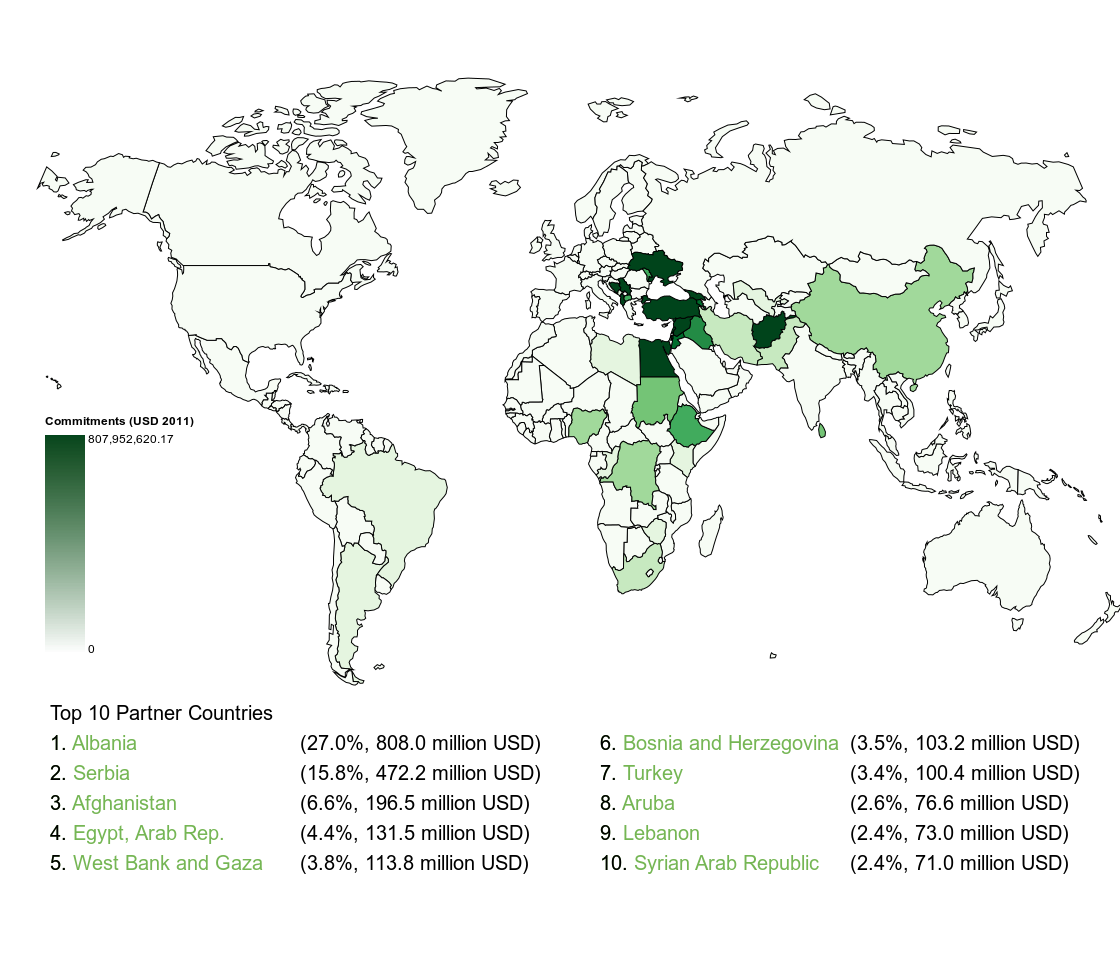 Commitments (USD 2011)
807,952,620.17
0
Top 10 Partner Countries
1. Albania (27.0%, 808.0 million USD)
2. Serbia (15.8%, 472.2 million USD)
3. Afghanistan (6.6%, 196.5 million USD)
4. Egypt, Arab Rep. (4.4%, 131.5 million USD)
5. West Bank and Gaza (3.8%, 113.8 million USD)
6. Bosnia and Herzegovina (3.5%, 103.2 million USD)
7. Turkey (3.4%, 100.4 million USD)
8. Aruba (2.6%, 76.6 million USD)
9. Lebanon (2.4%, 73.0 million USD)
10. Syrian Arab Republic (2.4%, 71.0 million USD)